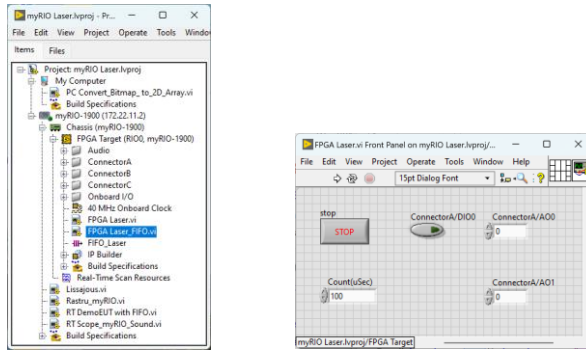 myRIO Laser.lvproj - Pr...
File Edit View Project Operate Tools Windo
Items Files
Project: myRIO Laser.lvproj
My Computer
PC Convert_Bitmap_ to_2D_Array.vi
Build Specifications
myRIO-1900 (172.22.11.2)
Chassis (myRIO-1900)
FPGA Target (RIO0, myRIO-1900)
Audio
ConnectorA
ConnectorB
ConnectorC
Onboard I/O
40 MHz Onboard Clock
FPGA Laser.vi
FPGA Laser_FIFO.vi
FIFO_Laser
IP Builder
Build Specifications
Real-Time Scan Resources
Lissajous.vi
Rastru_myRIO.vi
RT DemoEUT with FIFO.vi
RT Scope_myRIO_Sound.vi
Build Specifications
FPGA Laser.vi Front Panel on myRIO Laser.lvproj/...
File Edit View Project Operate Tools Window Help
15pt Dialog Font
stop ConnectorA/DIO0 ConnectorA/AO0
STOP 0
Count(uSec) ConnectorA/AO1
100 0
myRIO Laser.lvproj/FPGA Target